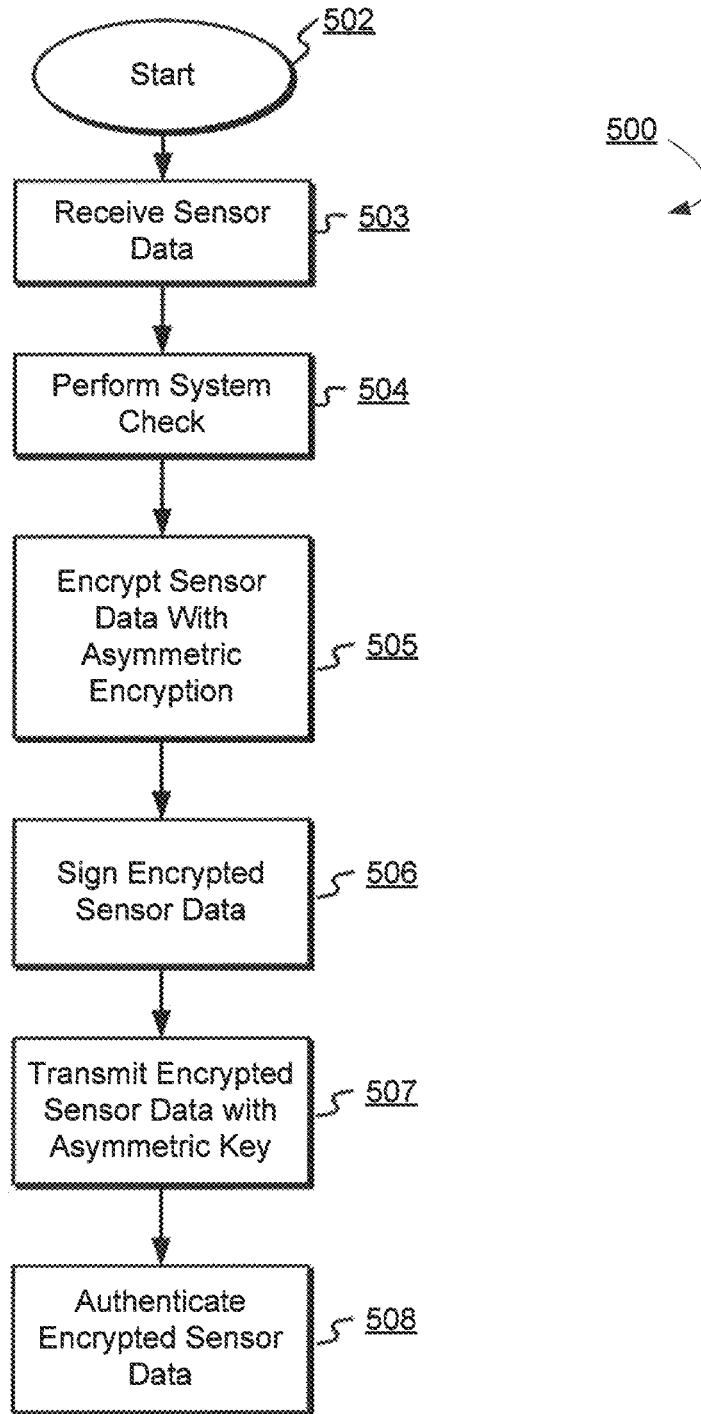 Start
502
500
Receive Sensor
Data
503
Perform System
Check
504
Encrypt Sensor
Data With
Asymmetric
Encryption
505
Sign Encrypted
Sensor Data
506
Transmit Encrypted
Sensor Data with
Asymmetric Key
507
Authenticate
Encrypted Sensor
Data
508